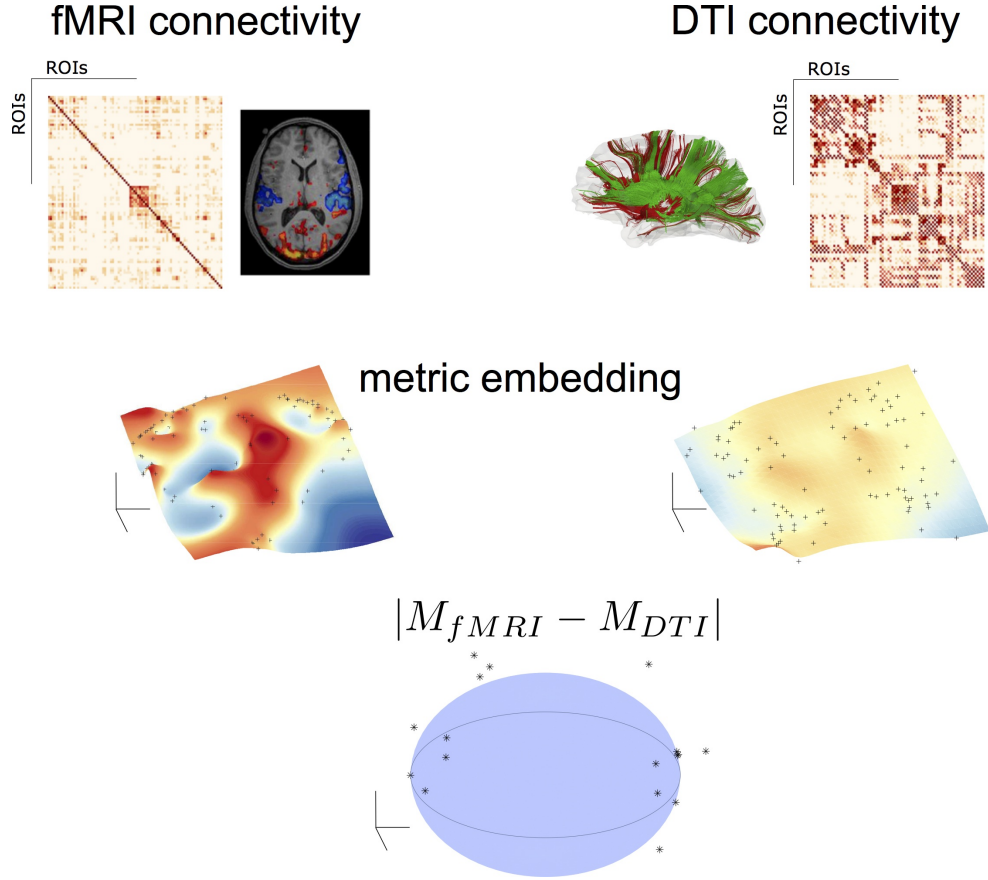 fMRI connectivity
DTI connectivity
ROIs
ROIs
ROIs
ROIs
metric embedding
|M_{fMRI} − M_{DTI}|